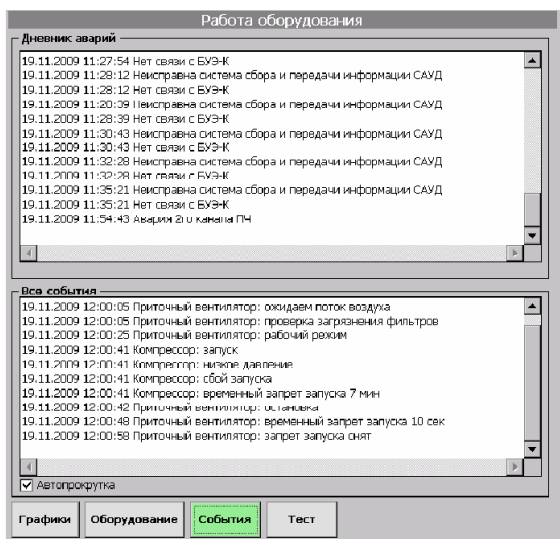 Работа оборудования
Дневник аварий
19.11.2009 11:27:54 Нет связи с БУЭ-К
19.11.2009 11:28:12 Неисправна система сбора и передачи информации САУД
19.11.2009 11:28:12 Нет связи с БУЭ-К
19.11.2009 11:28:39 Неисправна система сбора и передачи информации САУД
19.11.2009 11:28:39 Нет связи с БУЭ-К
19.11.2009 11:30:43 Неисправна система сбора и передачи информации САУД
19.11.2009 11:30:43 Нет связи с БУЭ-К
19.11.2009 11:32:28 Неисправна система сбора и передачи информации САУД
19.11.2009 11:32:28 Нет связи с БУЭ-К
19.11.2009 11:35:21 Неисправна система сбора и передачи информации САУД
19.11.2009 11:35:21 Нет связи с БУЭ-К
19.11.2009 11:54:43 Авария 2го канала ПЧ
Все события
19.11.2009 12:00:05 Приточный вентилятор: ожидаем поток воздуха
19.11.2009 12:00:05 Приточный вентилятор: проверка загрязнения фильтров
19.11.2009 12:00:25 Приточный вентилятор: рабочий режим
19.11.2009 12:00:41 Компрессор: запуск
19.11.2009 12:00:41 Компрессор: низкое давление
19.11.2009 12:00:41 Компрессор: сбой запуска
19.11.2009 12:00:41 Компрессор: временный запрет запуска 7 мин
19.11.2009 12:00:42 Приточный вентилятор: остановка
19.11.2009 12:00:48 Приточный вентилятор: временный запрет запуска 10 сек
19.11.2009 12:00:58 Приточный вентилятор: запрет запуска снят
Автопрокрутка
Графики Оборудование События Тест